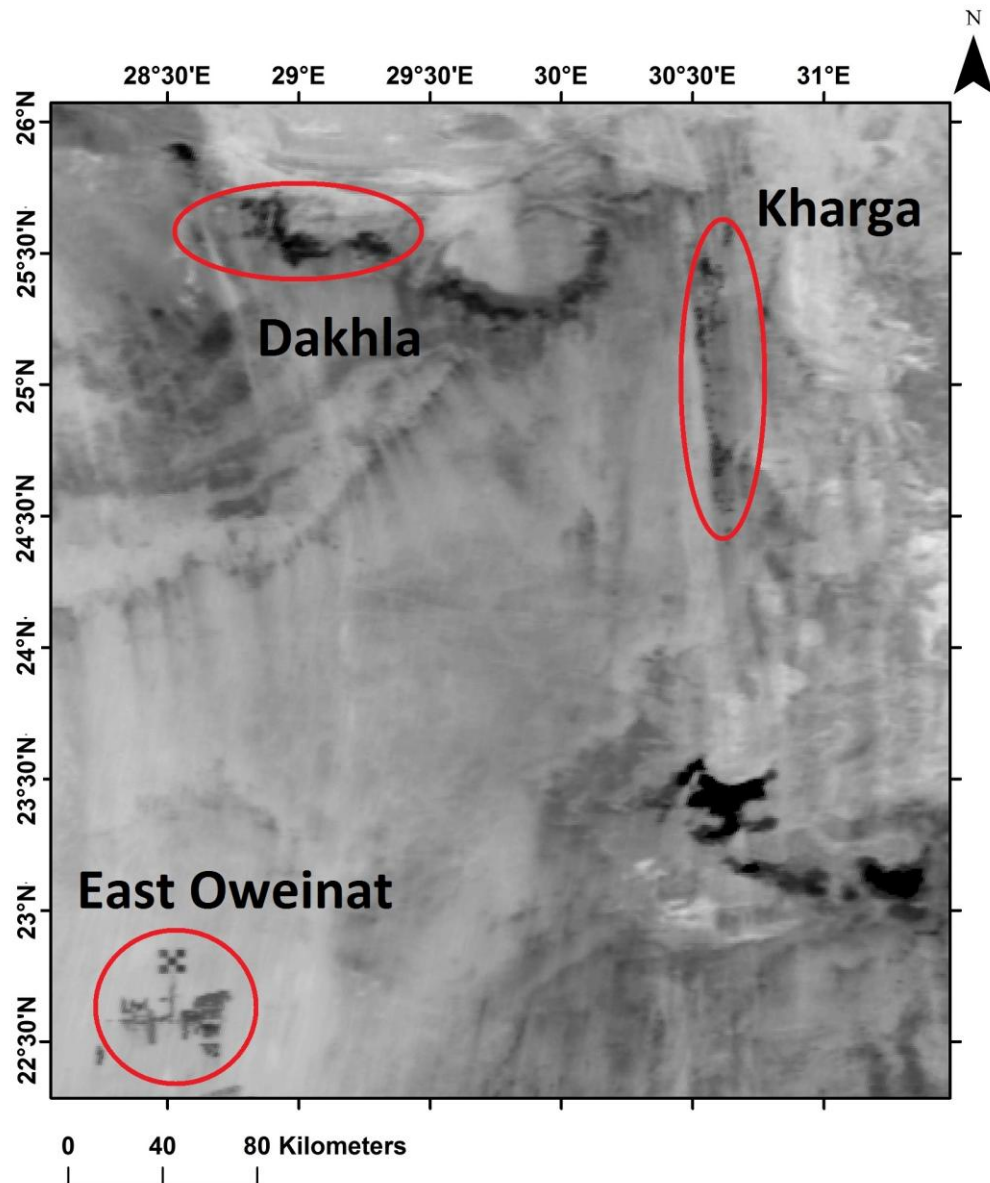 N
28°30'E 29°E 29°30'E 30°E 30°30'E 31°E
26°N
25°30'N
25°N
24°30'N
24°N
23°30'N
23°N
22°30'N
Kharga
Dakhla
East Oweinat
0 40 80 Kilometers